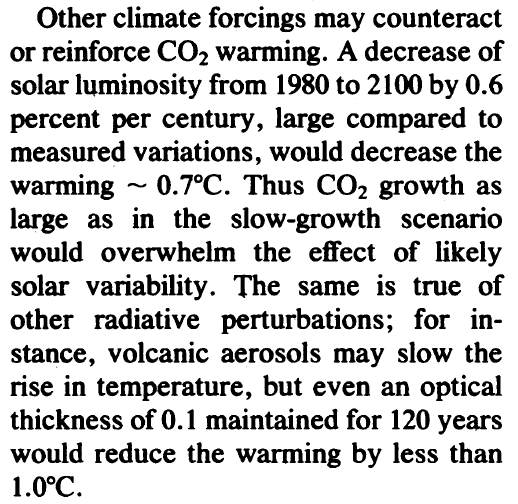 Other climate forcings may counteract
or reinforce CO₂ warming. A decrease of
solar luminosity from 1980 to 2100 by 0.6
percent per century, large compared to
measured variations, would decrease the
warming ~ 0.7°C. Thus CO₂ growth as
large as in the slow-growth scenario
would overwhelm the effect of likely
solar variability. The same is true of
other radiative perturbations; for in-
stance, volcanic aerosols may slow the
rise in temperature, but even an optical
thickness of 0.1 maintained for 120 years
would reduce the warming by less than
1.0°C.